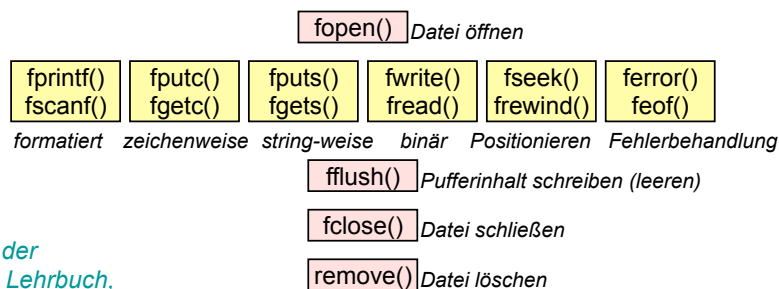 fopen() Datei öffnen
fprintf() fputc() fputs() fwrite() fseek() ferror()
fscanf() fgetc() fgets() fread() frewind() feof()
formatiert zeichenweise string-weise binär Positionieren Fehlerbehandlung
fflush() Pufferinhalt schreiben (leeren)
fclose() Datei schließen
der
Lehrbuch,
remove() Datei löschen